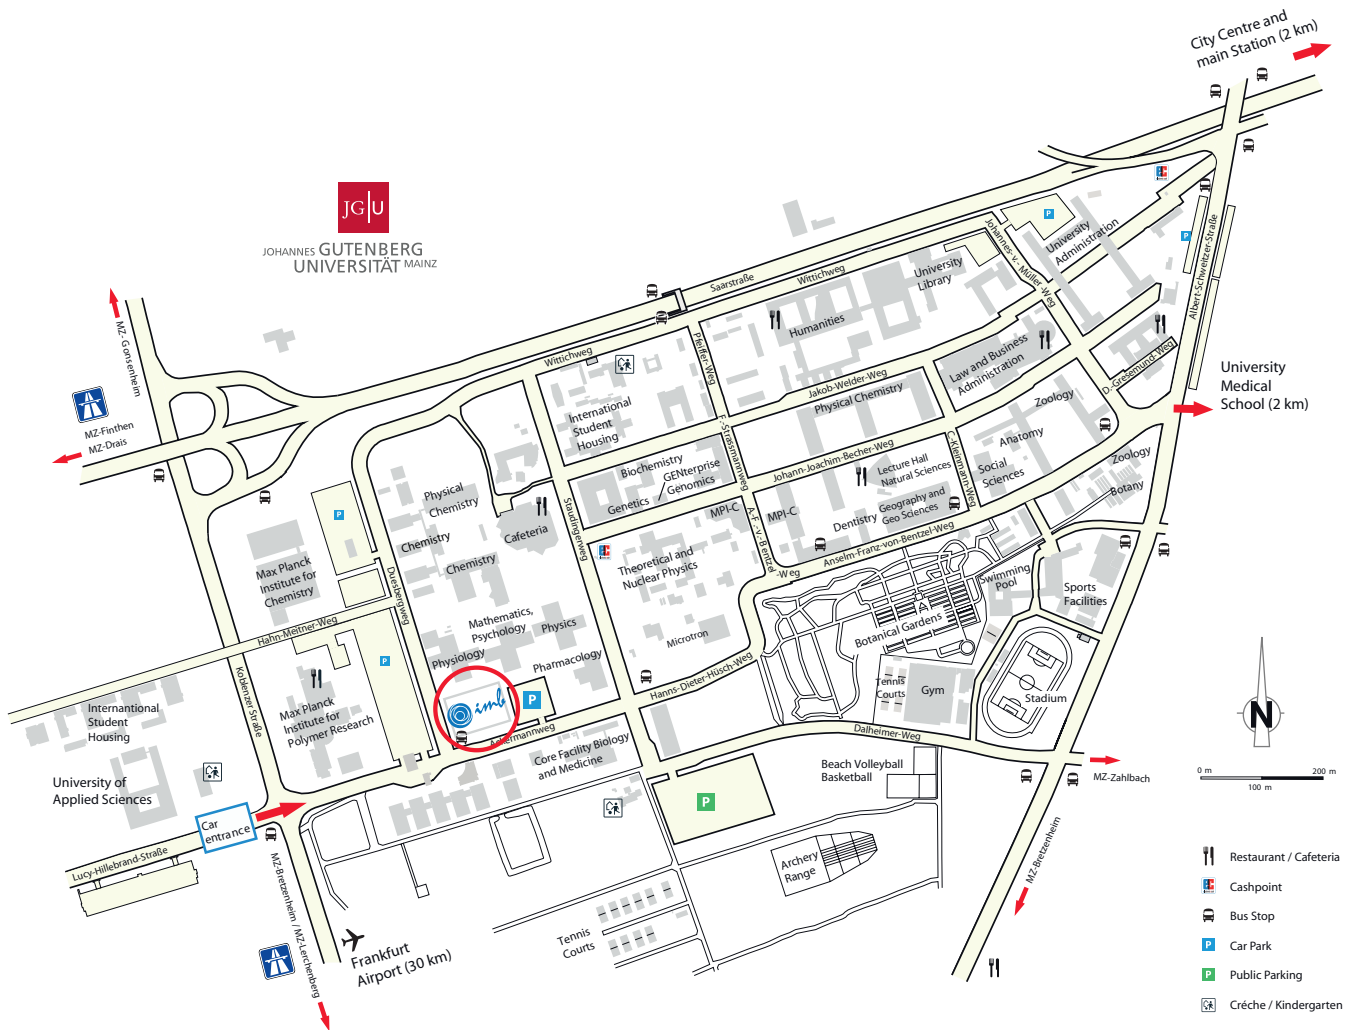 City Centre and
main Station (2 km)
JG|U
JOHANNES GUTENBERG
UNIVERSITÄT MAINZ
MZ- Gonsenheim
MZ-Finthen
MZ-Drais
Saarstraße
Wittichweg
Wittichweg
Johannes-v.-Müller-Weg
University
Administration
University
Library
Humanities
Albert-Schweitzer-Straße
Pfeiffer-Weg
Law and Business
Administration
D.-Gresemund-Weg
University
Medical
School (2 km)
Jakob-Welder-Weg
Physical Chemistry
International
Student
Housing
F.-Strassmannweg
Zoology
Anatomy
Johann-Joachim-Becher-Weg
C.-Kleinmann-Weg
Biochemistry
Genetics /
GENterprise
Genomics
Lecture Hall
Natural Sciences
Social
Sciences
Zoology
Botany
Physical
Chemistry
Staudingerweg
MPI-C
MPI-C
Geography and
Geo Sciences
Dentistry
Anselm-Franz-von-Bentzel-Weg
A.-F.-v.-Bentzel
-Weg
Cafeteria
Chemistry
Chemistry
Theoretical and
Nuclear Physics
Max Planck
Institute for
Chemistry
Duesbergweg
Swimming
Pool
Sports
Facilities
Botanical Gardens
Mathematics,
Psychology
Physics
Microtron
Hahn-Meitner-Weg
Physiology
Pharmacology
Hanns-Dieter-Hüsch-Weg
Koblenzer Straße
Tennis
Courts
Gym
Stadium
imb
P
Max Planck
Institute for
Polymer Research
Ackermannweg
Dalheimer-Weg
Internantional
Student
Housing
Core Facility Biology
and Medicine
Beach Volleyball
Basketball
MZ-Zahlbach
N
0 m
200 m
100 m
University of
Applied Sciences
Car
entrance
Lucy-Hillebrand-Straße
P
Archery
Range
MZ-Bretzenheim
MZ-Bretzenheim / MZ-Lerchenberg
Tennis
Courts
Frankfurt
Airport (30 km)
Restaurant / Cafeteria
Cashpoint
Bus Stop
P Car Park
P Public Parking
Créche / Kindergarten